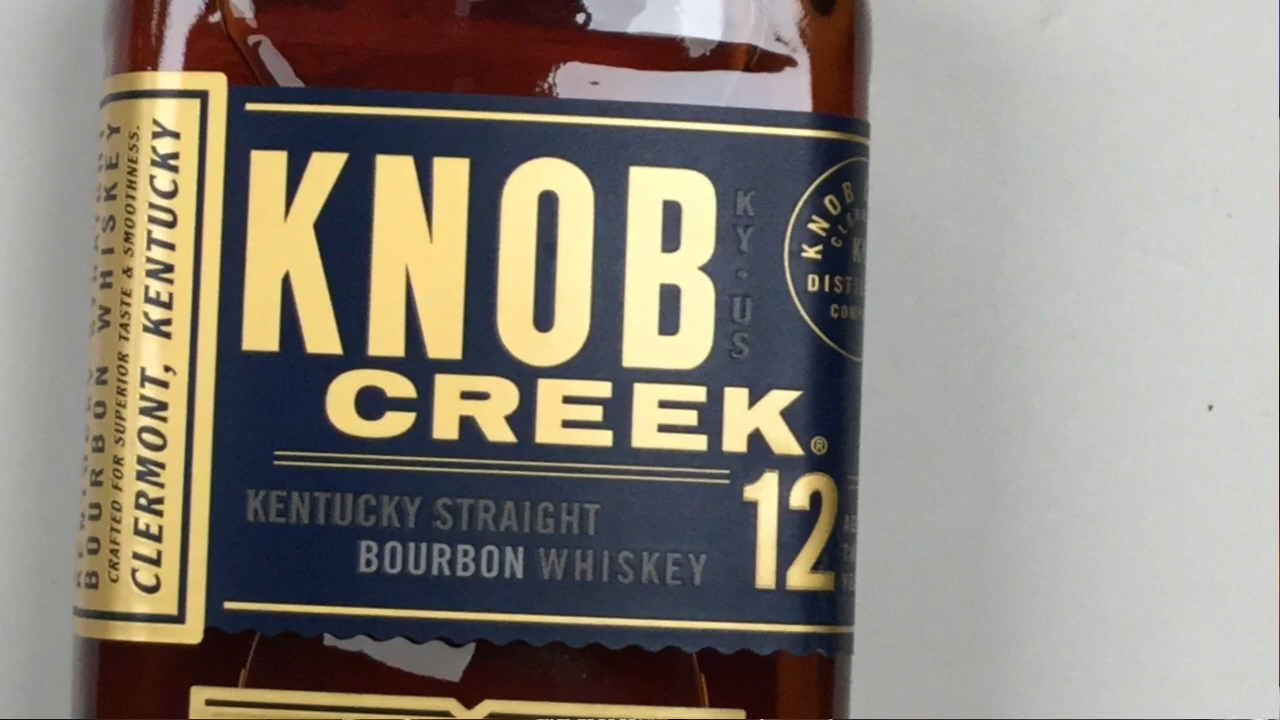 KNOB
CREEK®
KY·US
KENTUCKY STRAIGHT
BOURBON WHISKEY
12
KNOB
DISTIL
CLERMONT, KENTUCKY
CRAFTED FOR SUPERIOR TASTE & SMOOTHNESS.
BOURBON WHISKEY